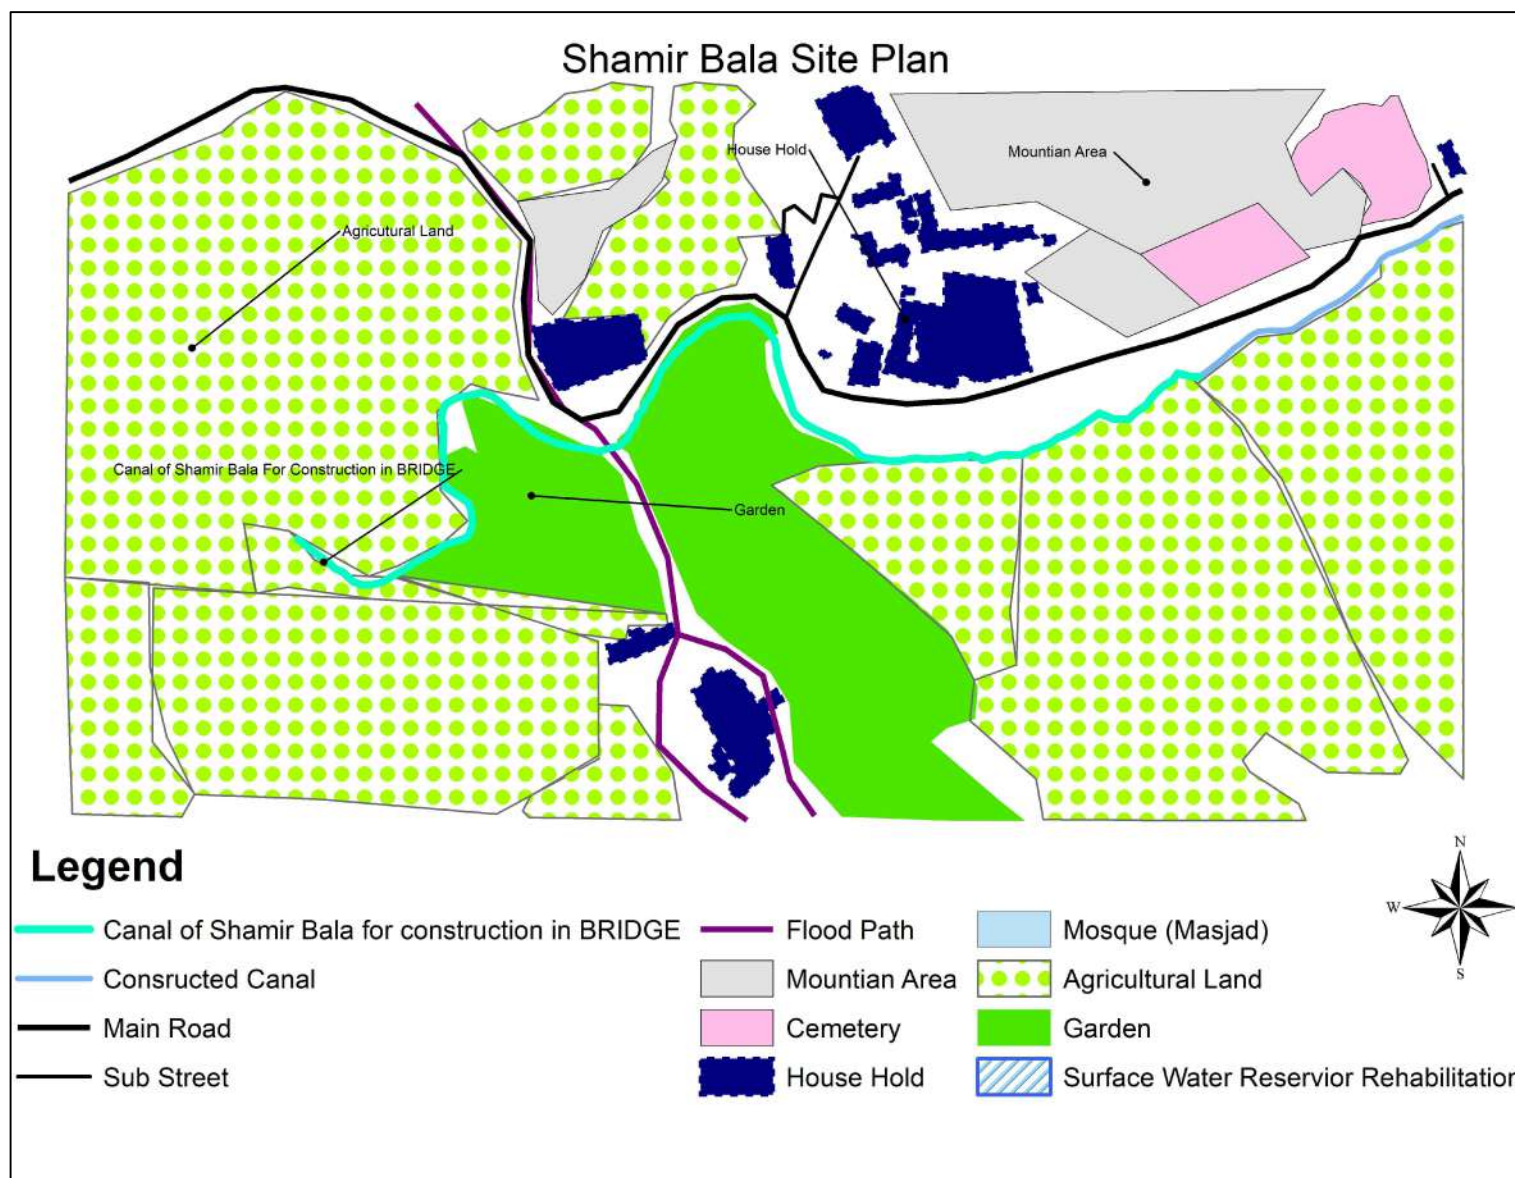 Shamir Bala Site Plan
House Hold
Mountian Area
Agricutural Land
Canal of Shamir Bala For Construction in BRIDGE
Garden
Legend
N
W
S
Canal of Shamir Bala for construction in BRIDGE
Consructed Canal
Main Road
Sub Street
Flood Path
Mountian Area
Cemetery
House Hold
Mosque (Masjad)
Agricultural Land
Garden
Surface Water Reservior Rehabilitation